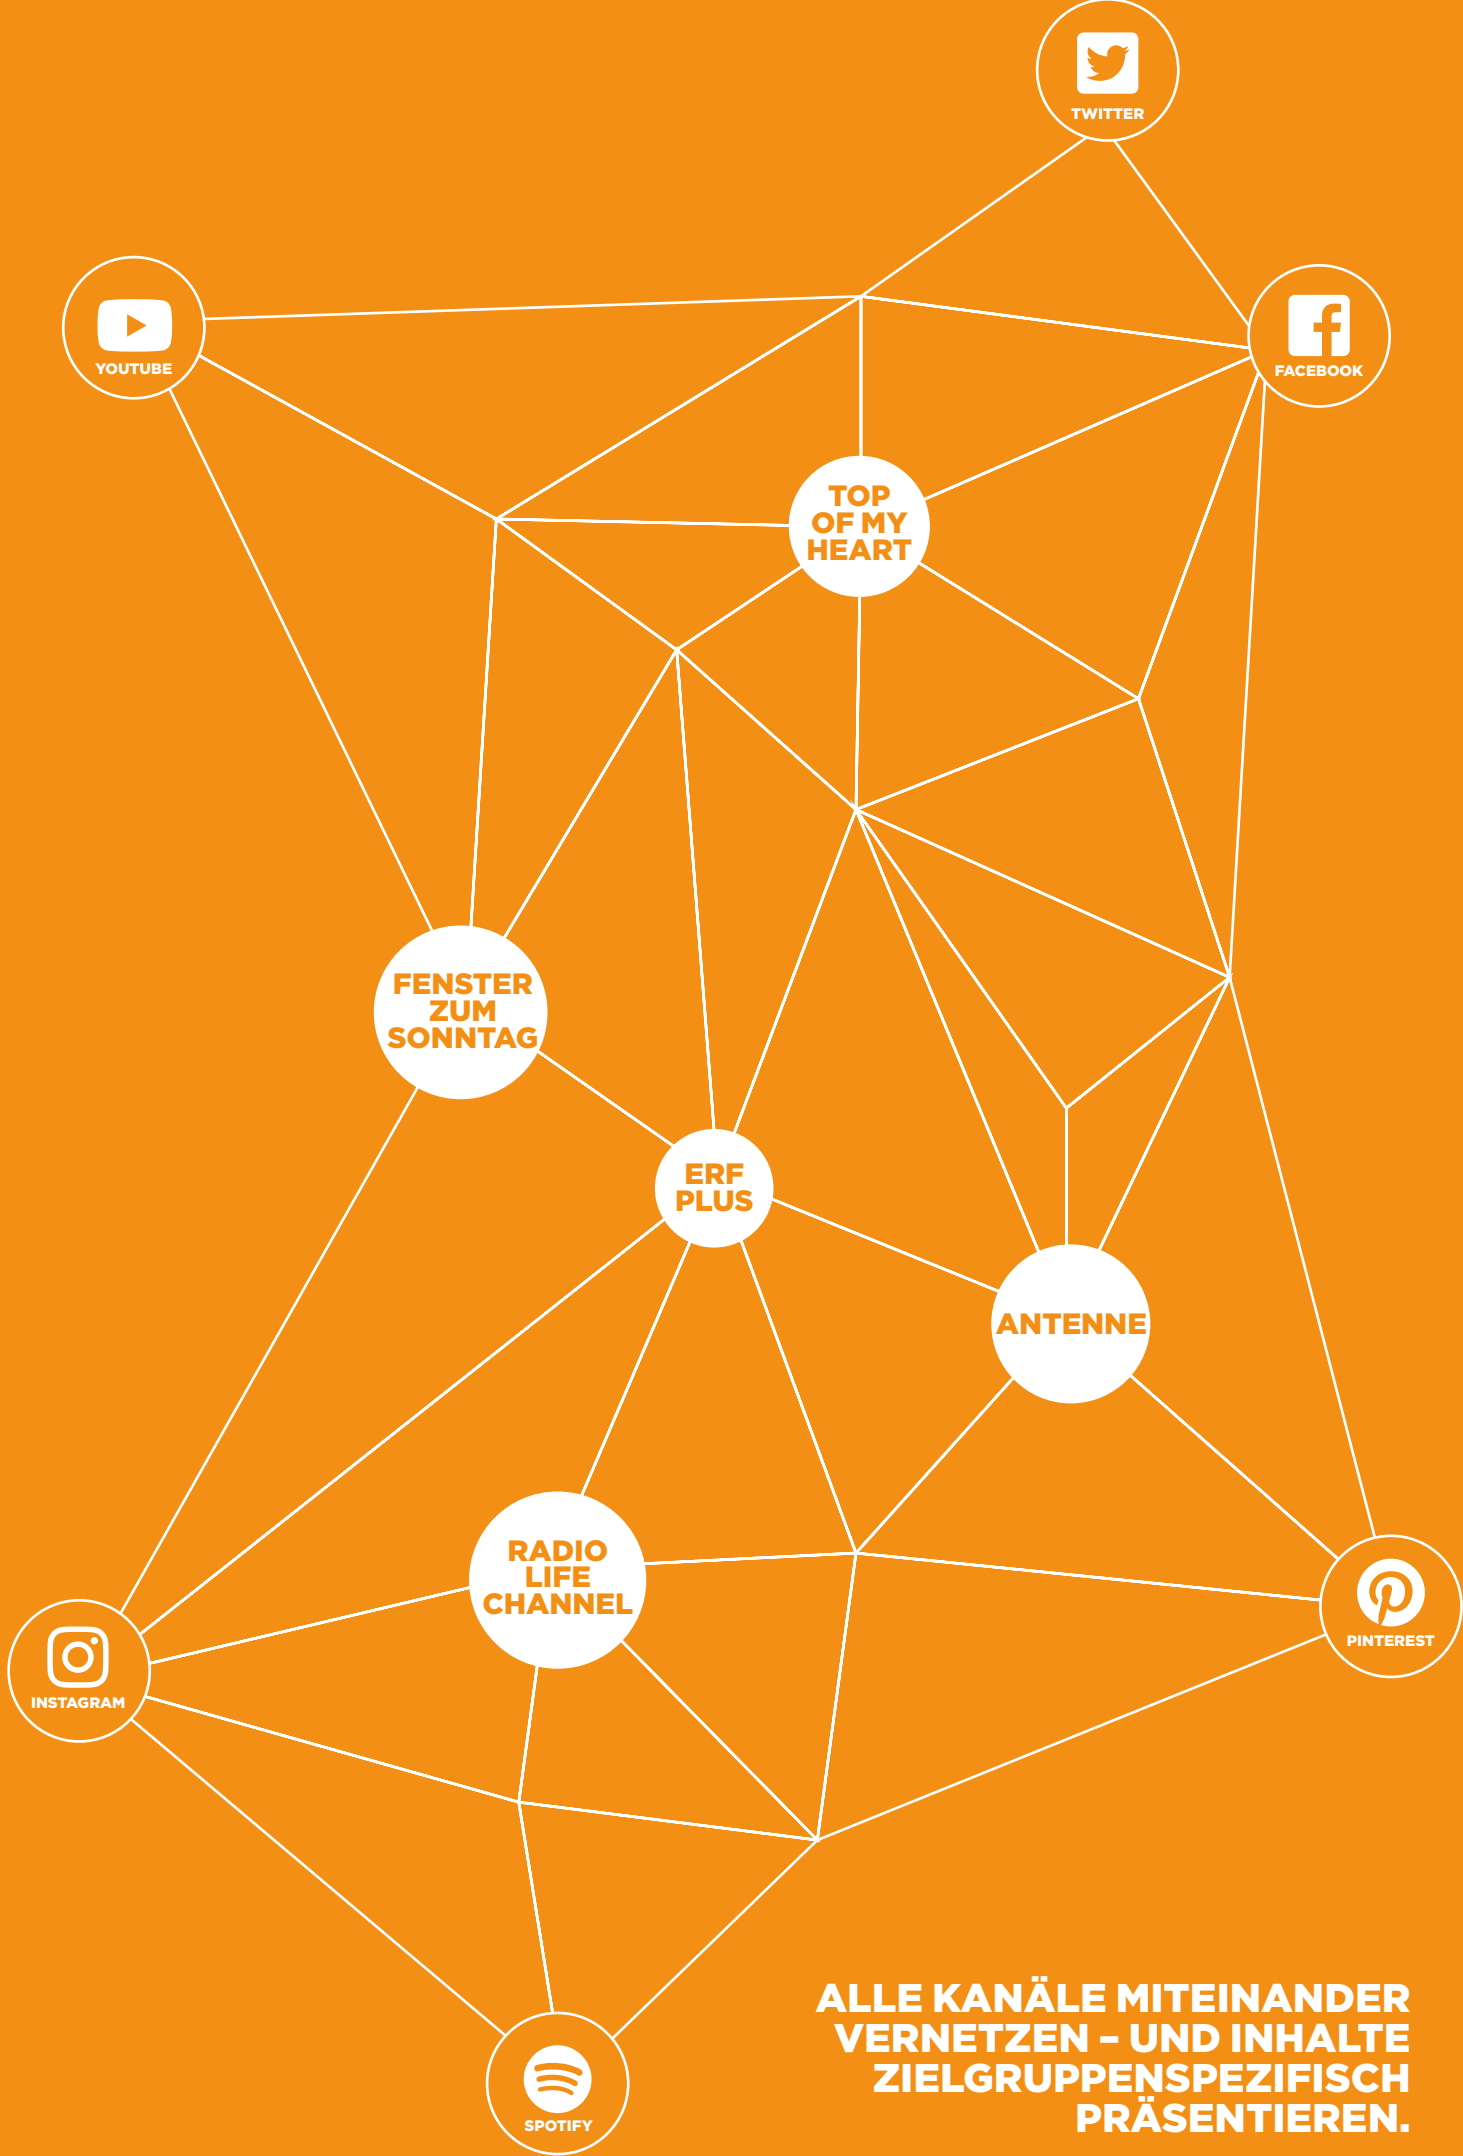 TWITTER
YOUTUBE
FACEBOOK
TOP
OF MY
HEART
FENSTER
ZUM
SONNTAG
ERF
PLUS
ANTENNE
RADIO
LIFE
CHANNEL
PINTEREST
INSTAGRAM
SPOTIFY
ALLE KANÄLE MITEINANDER
VERNETZEN – UND INHALTE
ZIELGRUPPENSPEZIFISCH
PRÄSENTIEREN.